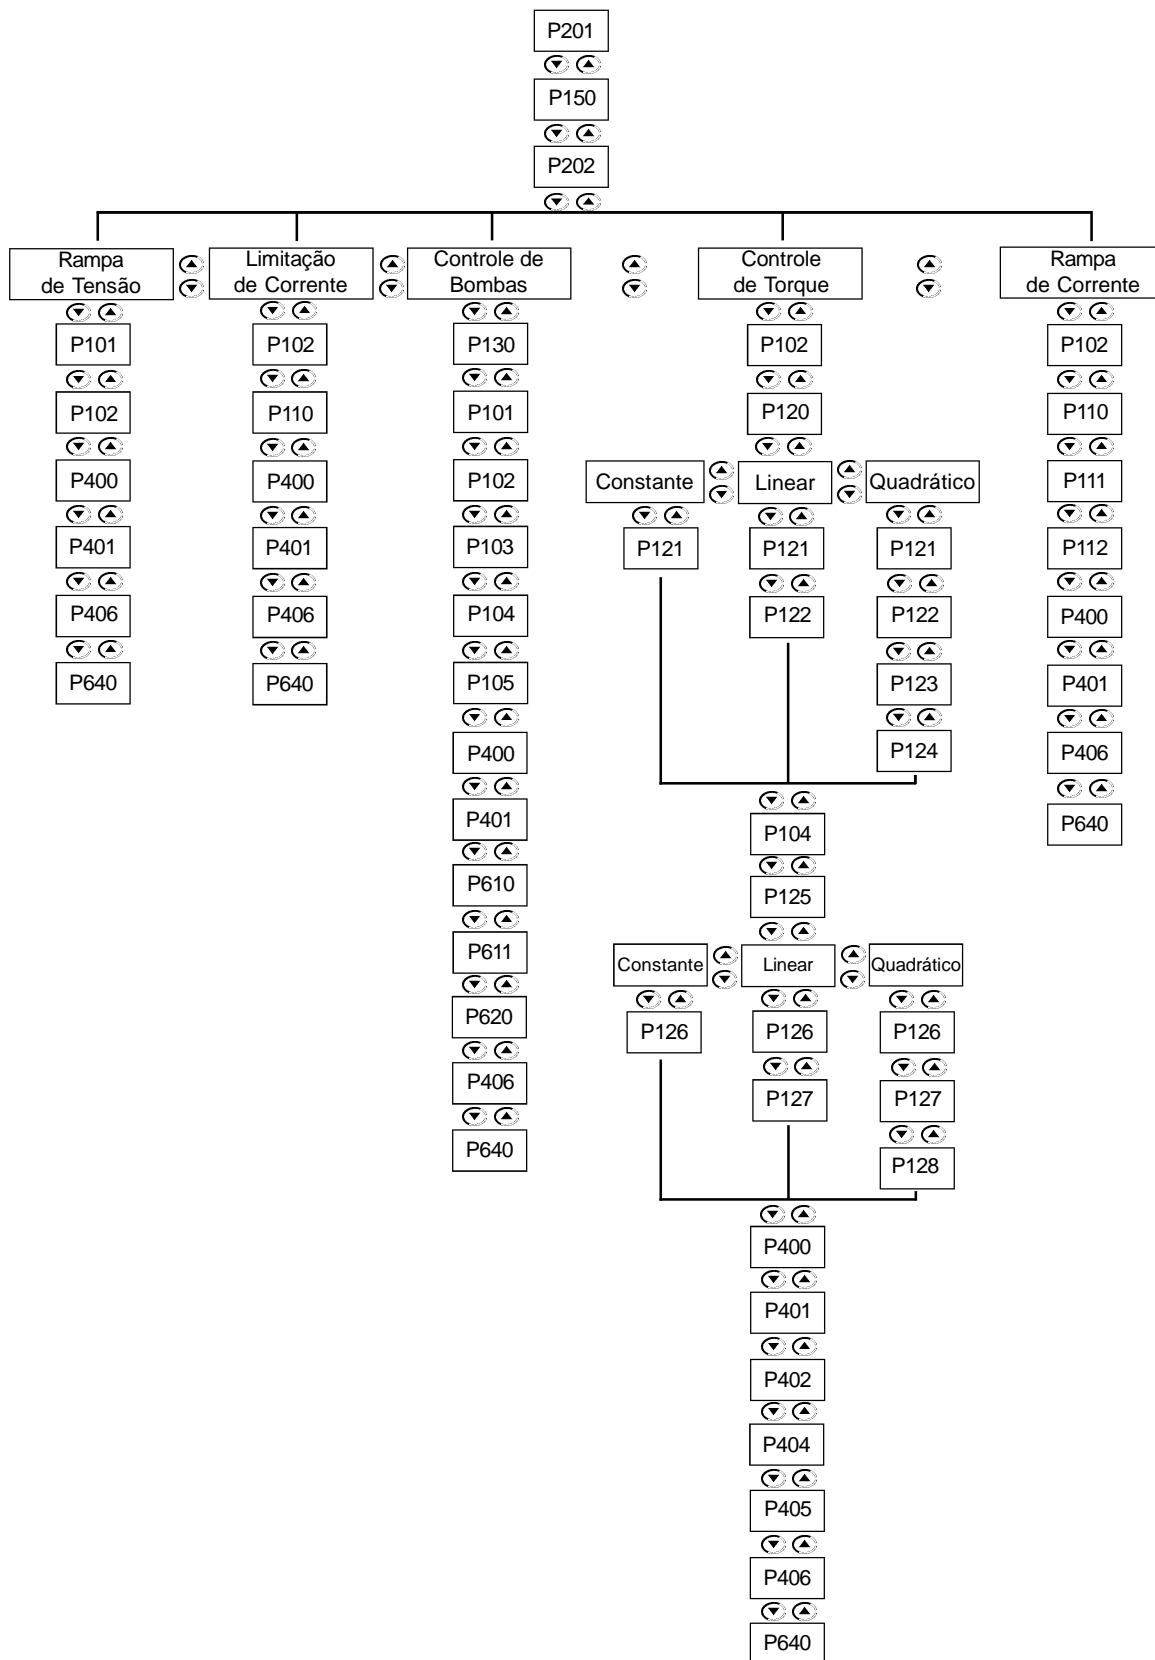 P201
P150
P202
Rampa
de Tensão
P101
P102
P400
P401
P406
P640
Limitação
de Corrente
P102
P110
P400
P401
P406
P640
Controle de
Bombas
P130
P101
P102
P103
P104
P105
P400
P401
P610
P611
P620
P406
P640
Controle
de Torque
P102
P120
Constante
P121
Linear
P121
P122
Quadrático
P121
P122
P123
P124
P104
P125
Constante
P126
Linear
P126
P127
Quadrático
P126
P127
P128
P400
P401
P402
P404
P405
P406
P640
Rampa
de Corrente
P102
P110
P111
P112
P400
P401
P406
P640